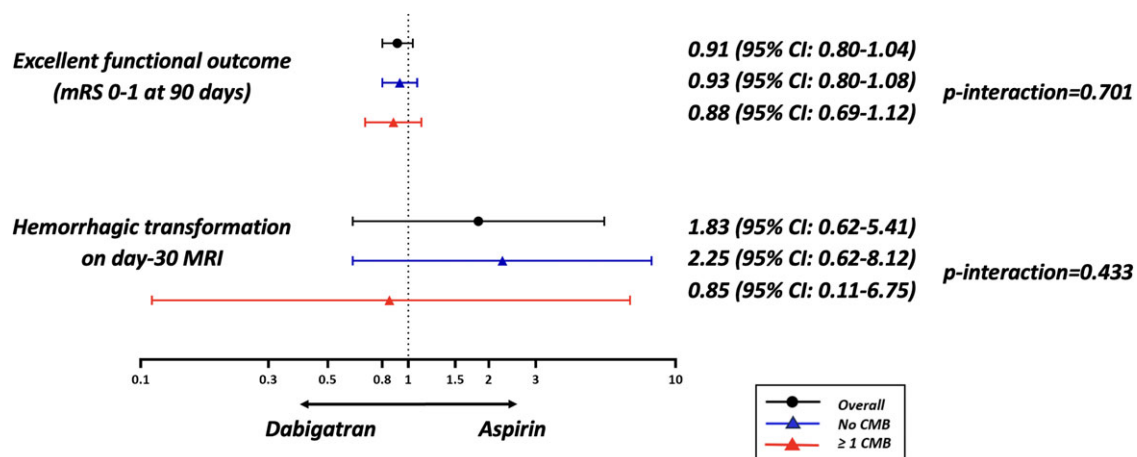 Excellent functional outcome
(mRS 0-1 at 90 days)
0.91 (95% CI: 0.80-1.04)
0.93 (95% CI: 0.80-1.08)
0.88 (95% CI: 0.69-1.12)
p-interaction=0.701
Hemorrhagic transformation
on day-30 MRI
1.83 (95% CI: 0.62-5.41)
2.25 (95% CI: 0.62-8.12)
0.85 (95% CI: 0.11-6.75)
p-interaction=0.433
0.1 0.3 0.5 0.8 1 1.5 2 3 10
Dabigatran Aspirin
Overall
No CMB
≥ 1 CMB